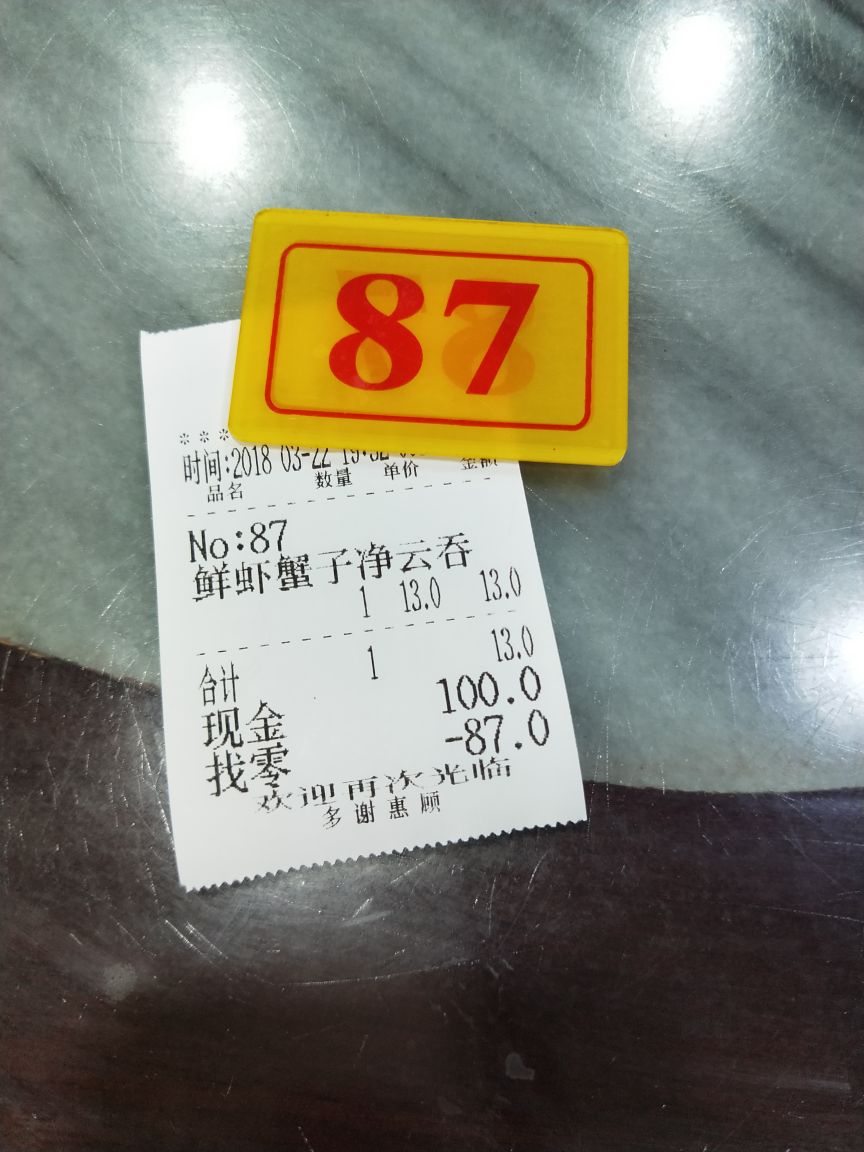 87
***
时间:2018 03-22 19:32
品名 数量 单价 金额
No:87
鲜虾蟹子净云吞
1 13.0 13.0
合计 1 13.0
现金 100.0
找零 -87.0
欢迎再次光临
多谢惠顾